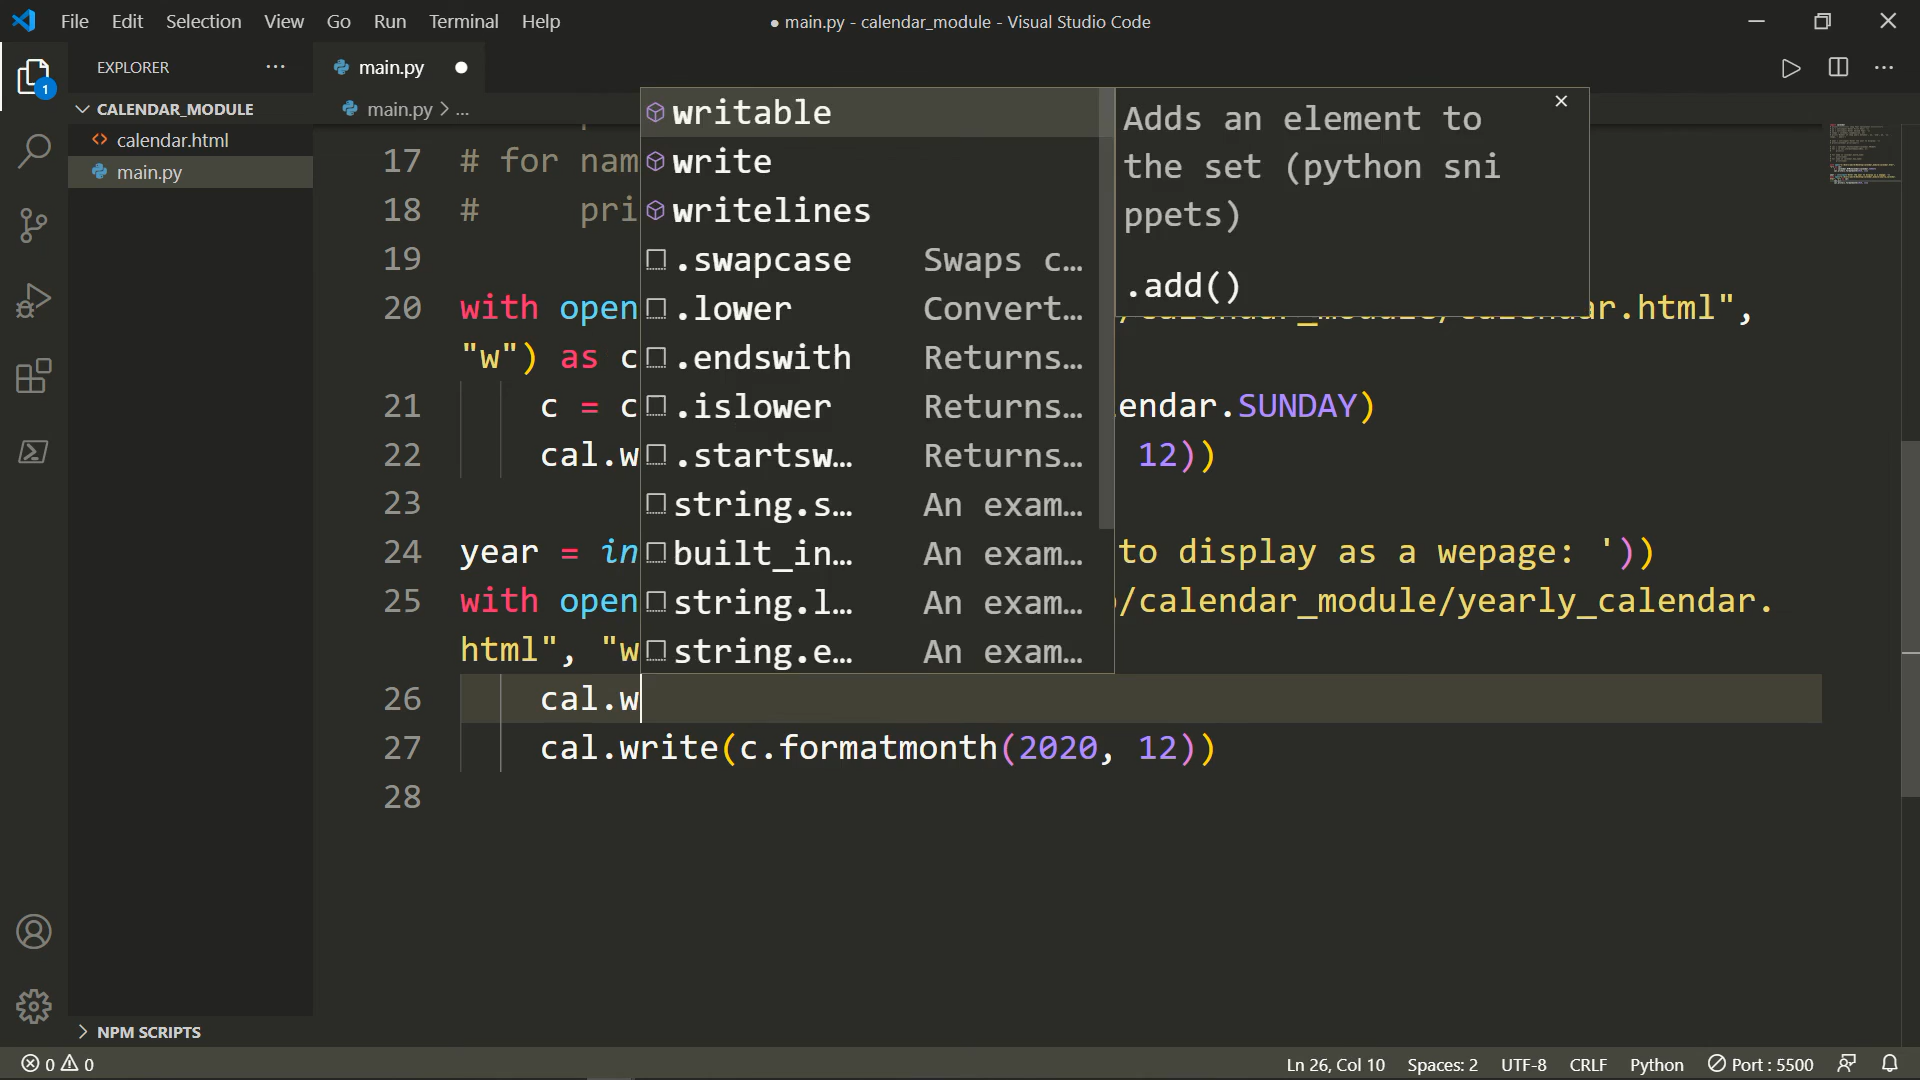 File Edit Selection View Go Run Terminal Help
● main.py - calendar_module - Visual Studio Code
EXPLORER
main.py
1
CALENDAR_MODULE
calendar.html
main.py
main.py > ...
17 # for nam
18 # pri
19
20 with open /calendar_module/calendar.html",
"w") as c
21 c = c endar.SUNDAY)
22 cal.w 12))
23
24 year = in to display as a wepage: '))
25 with open /calendar_module/yearly_calendar.
html", "w
26 cal.w
27 cal.write(c.formatmonth(2020, 12))
28
writable
write
writelines
.swapcase Swaps c…
.lower Convert…
.endswith Returns…
.islower Returns…
.startsw… Returns…
string.s… An exam…
built_in… An exam…
string.l… An exam…
string.e… An exam…
Adds an element to
the set (python sni
ppets)
.add()
NPM SCRIPTS
0 0
Ln 26, Col 10 Spaces: 2 UTF-8 CRLF Python Port : 5500